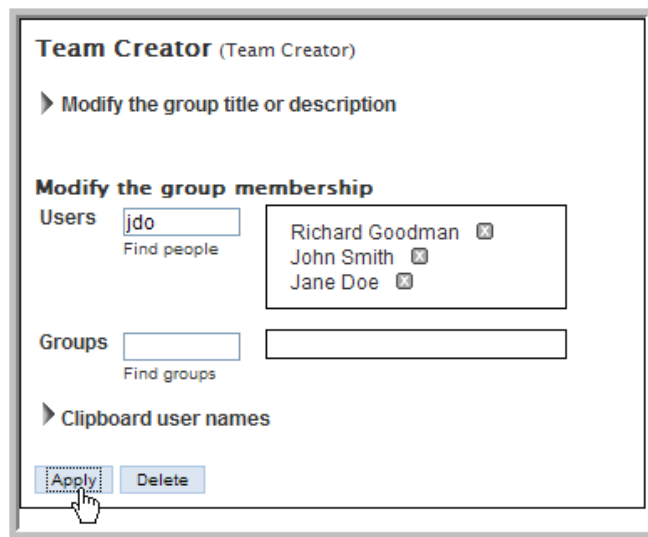 Team Creator (Team Creator)
Modify the group title or description
Modify the group membership
Users jdo
Find people
Richard Goodman x
John Smith x
Jane Doe x
Groups
Find groups
Clipboard user names
Apply Delete